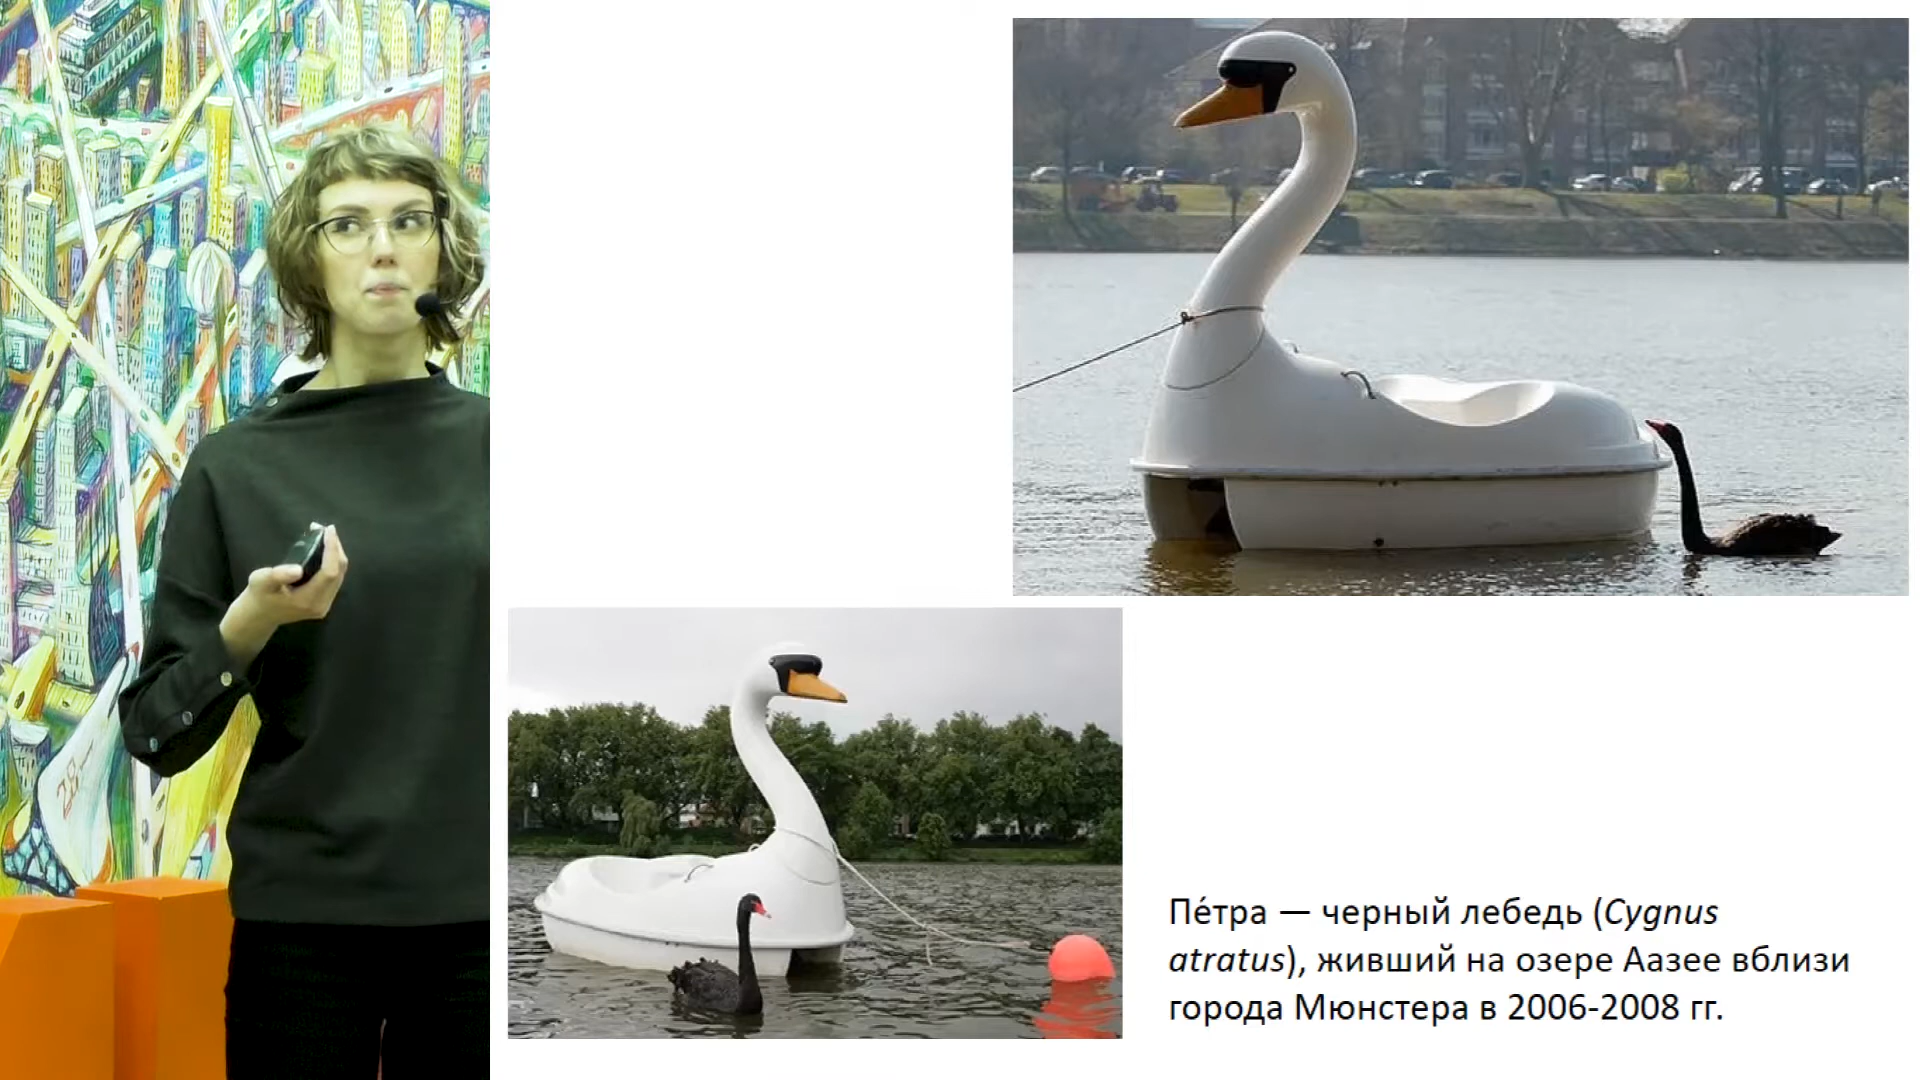 Пе́тра — черный лебедь (Cygnus
atratus), живший на озере Аазее вблизи
города Мюнстера в 2006-2008 гг.